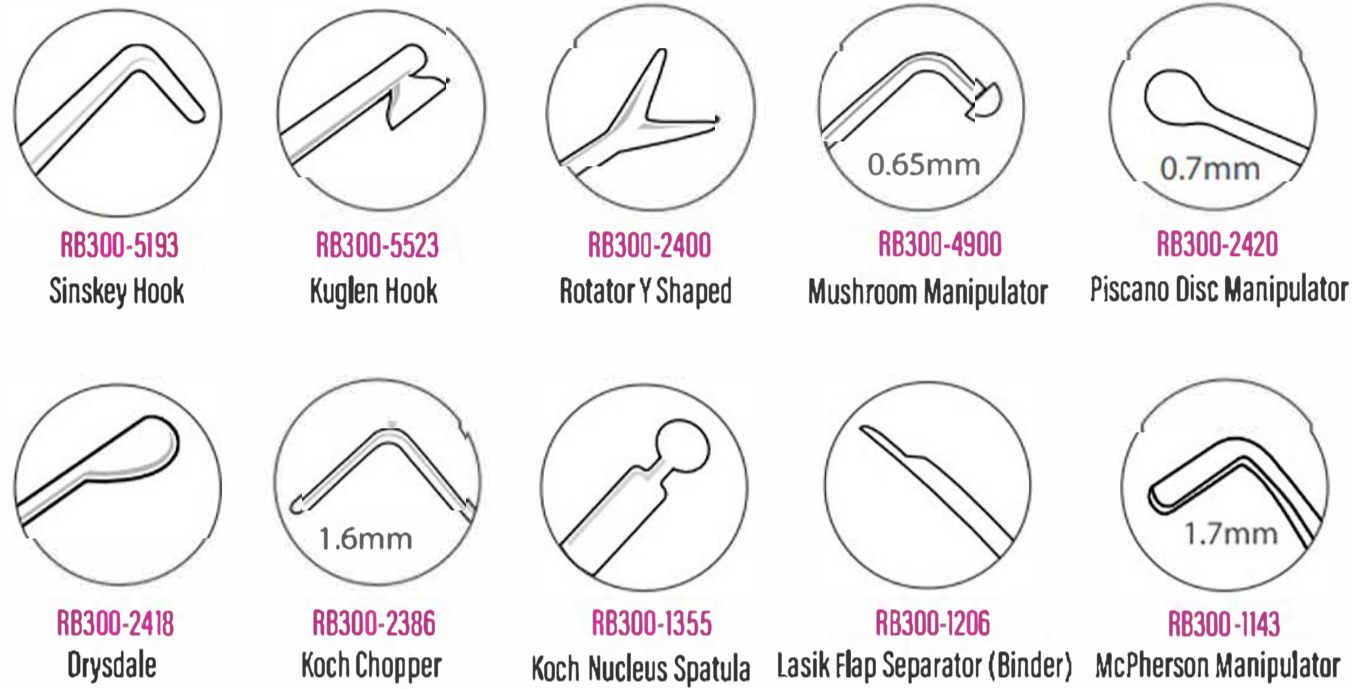 0.65mm
0.7mm
RB300-5193 RB300-5523 RB300-2400 RB300-4900 RB300-2420
Sinskey Hook Kuglen Hook Rotator Y Shaped Mushroom Manipulator Piscano Disc Manipulator
1.6mm
1.7mm
RB300-2418 RB300-2386 RB300-1355 RB300-1206 RB300-1143
Drysdale Koch Chopper Koch Nucleus Spatula Lasik Flap Separator (Binder) McPherson Manipulator